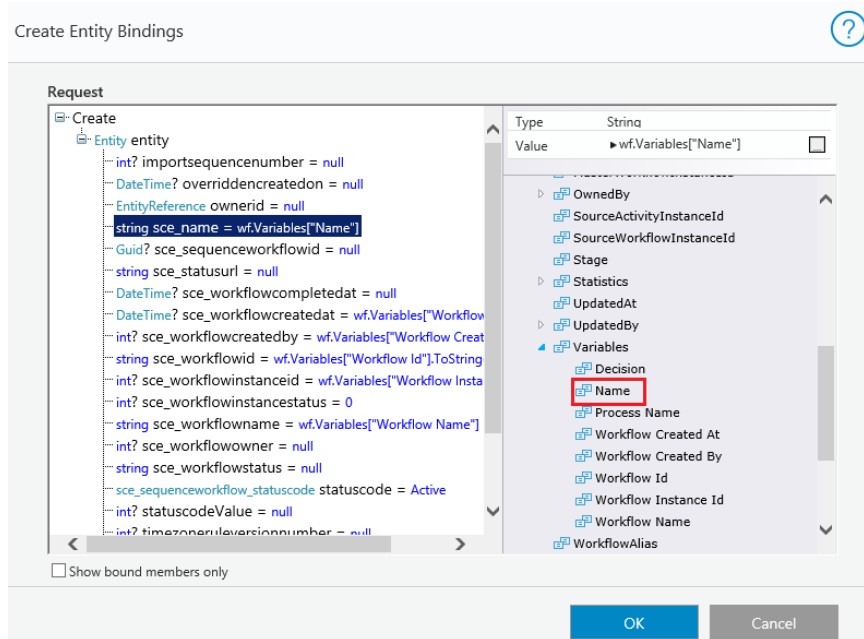 Create Entity Bindings
?
Request
Create
Entity entity
int? importsequencenumber = null
DateTime? overriddencreatedon = null
EntityReference ownerid = null
string sce_name = wf.Variables["Name"]
Guid? sce_sequenceworkflowid = null
string sce_statusurl = null
DateTime? sce_workflowcompletedat = null
DateTime? sce_workflowcreatedat = wf.Variables["Workflow
int? sce_workflowcreatedby = wf.Variables["Workflow Creat
string sce_workflowid = wf.Variables["Workflow Id"].ToString
int? sce_workflowinstanceid = wf.Variables["Workflow Insta
int? sce_workflowinstancestatus = 0
string sce_workflowname = wf.Variables["Workflow Name"]
int? sce_workflowowner = null
string sce_workflowstatus = null
sce_sequenceworkflow_statuscode statuscode = Active
int? statuscodeValue = null
int? timezoneruleversionnumber = null
Type String
Value wf.Variables["Name"] ...
OwnedBy
SourceActivityInstanceId
SourceWorkflowInstanceId
Stage
Statistics
UpdatedAt
UpdatedBy
Variables
Decision
Name
Process Name
Workflow Created At
Workflow Created By
Workflow Id
Workflow Instance Id
Workflow Name
WorkflowAlias
Show bound members only
OK Cancel